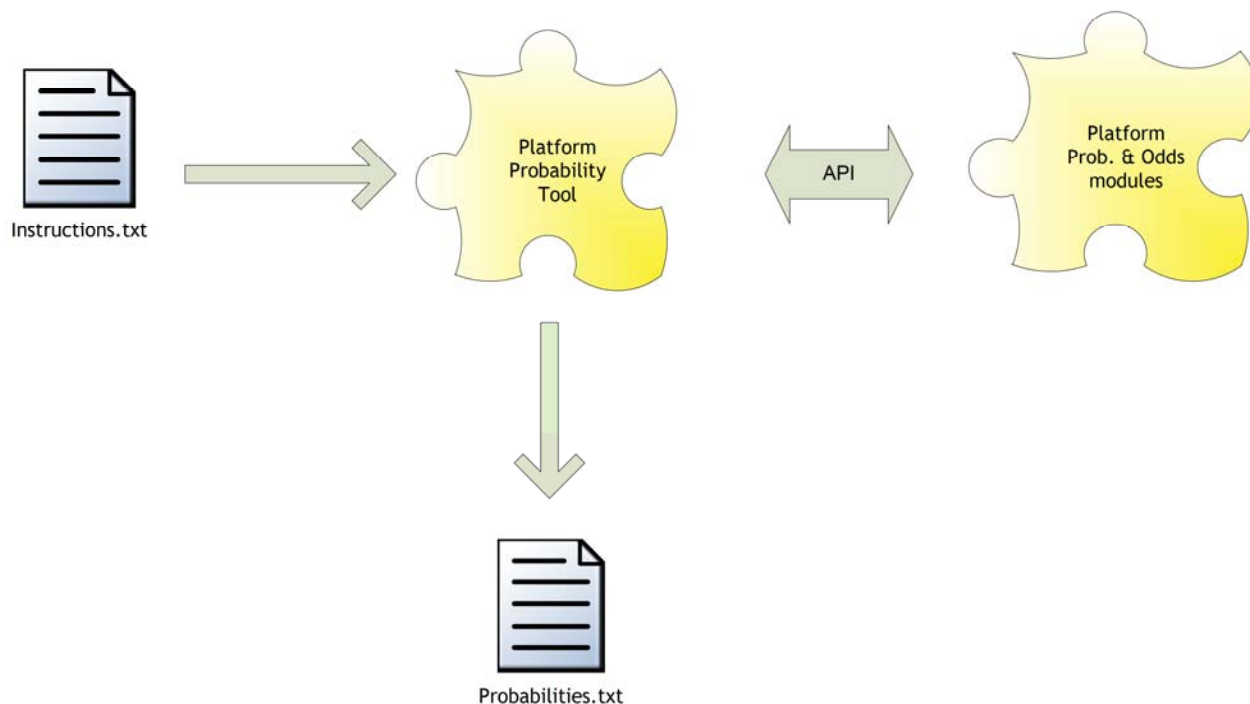 Instructions.txt
Platform
Probability
Tool
API
Platform
Prob. & Odds
modules
Probabilities.txt